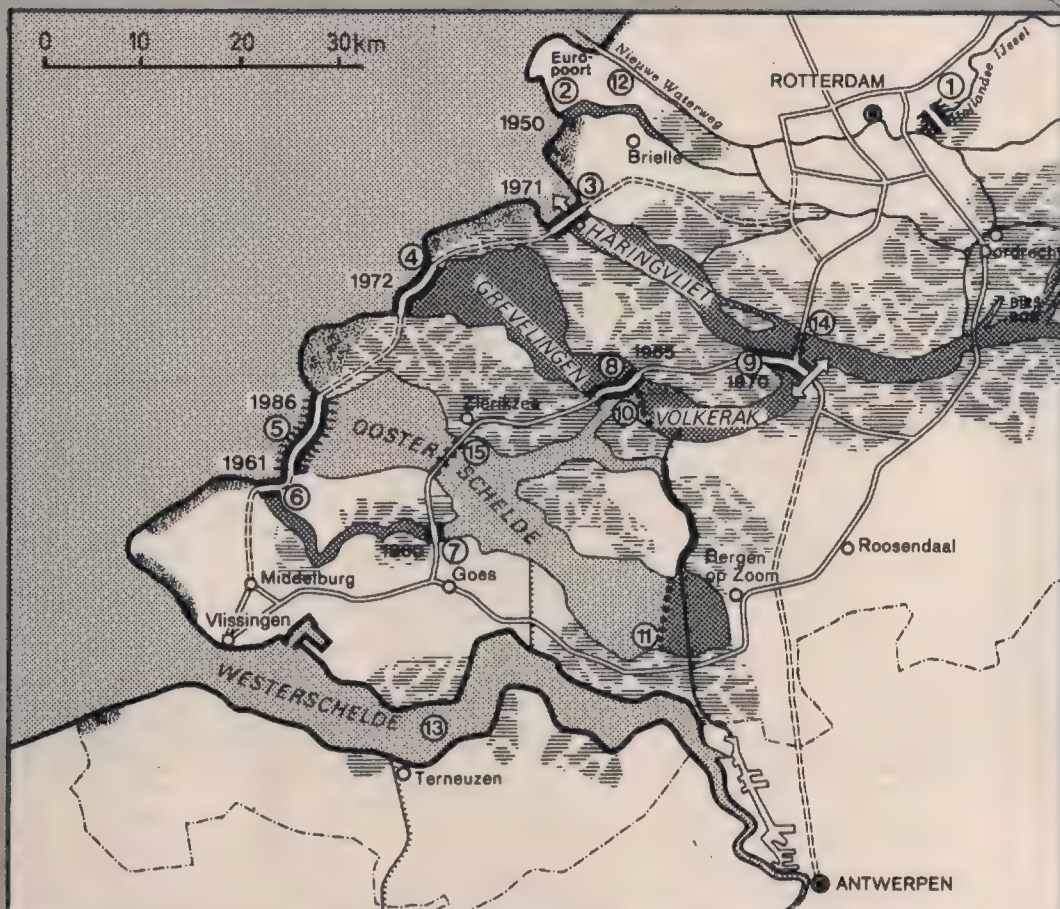 0 10 20 30km
Euro-
poort
②
⑫
Nieuwe Waterweg
ROTTERDAM
①
Hollandse IJssel
1950
Brielle
1971
③
HARINGVLIET
④
Dordrecht
1972
GREVELINGEN
⑭
⑧
⑨
1970
⑩
VOLKERAK
Zierikzee
1986
⑤
OOSTERSCHELDE
⑮
1961
⑥
⑦
Goes
Middelburg
Vlissingen
Roosendaal
Bergen
op Zoom
⑪
WESTERSCHELDE
⑬
Terneuzen
ANTWERPEN